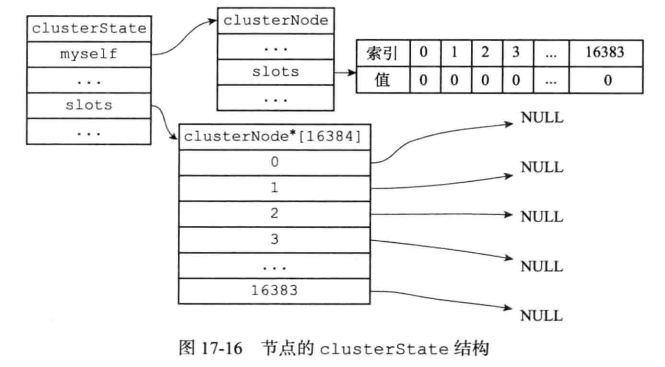 clusterState
myself
...
slots
...
clusterNode
...
slots
...
索引 0 1 2 3 ... 16383
值 0 0 0 0 ... 0
clusterNode*[16384]
0
1
2
3
...
16383
NULL
NULL
NULL
NULL
NULL
图 17-16 节点的 clusterState 结构